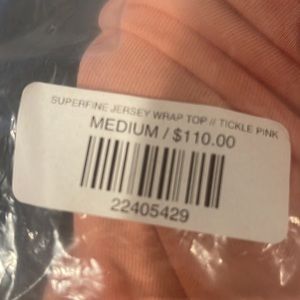 SUPERFINE JERSEY WRAP TOP // TICKLE PINK
MEDIUM / $110.00
22405429